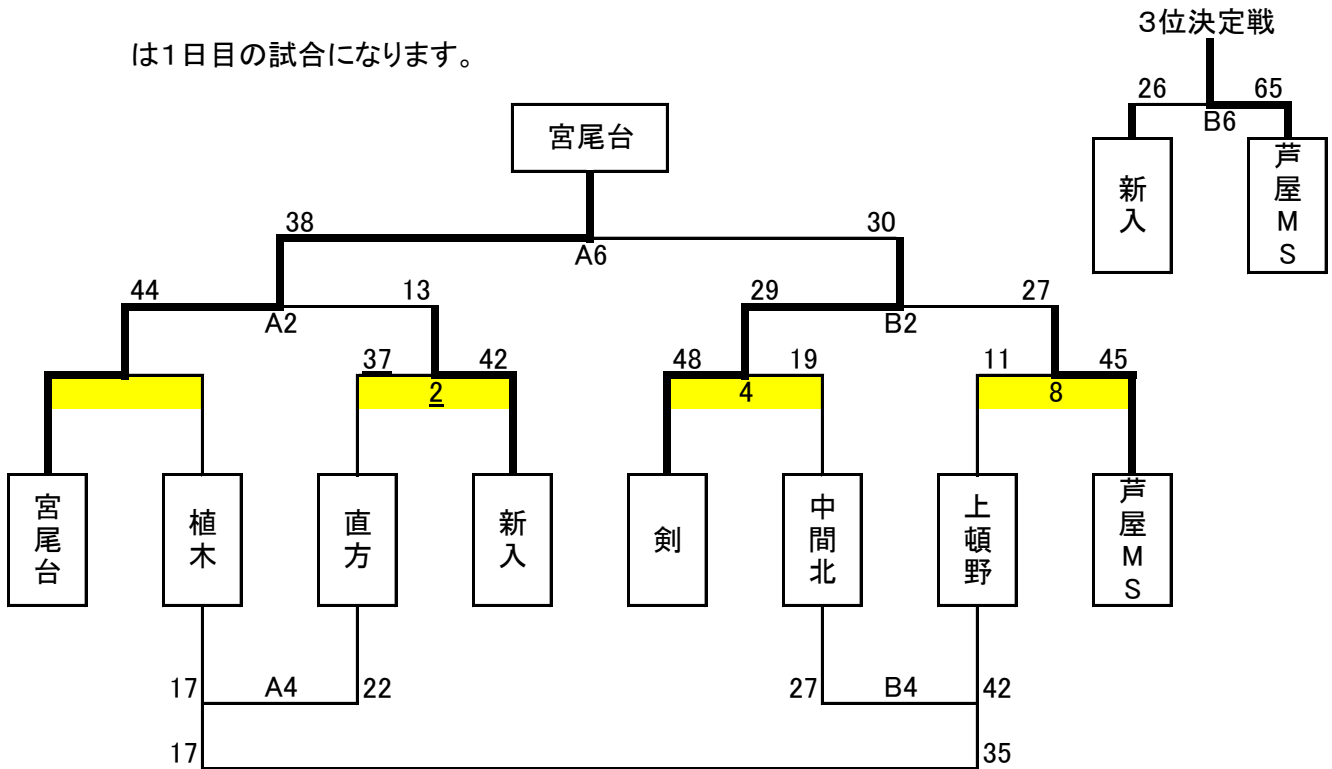 3位決定戦
は1日目の試合になります。
26 65
B6
宮尾台
新入
芦屋MS
38 30
A6
44 13 29 27
A2 B2
37 42 48 19 11 45
2 4 8
宮尾台
植木
直方
新入
剣
中間北
上頓野
芦屋MS
17 A4 22 27 B4 42
17 35